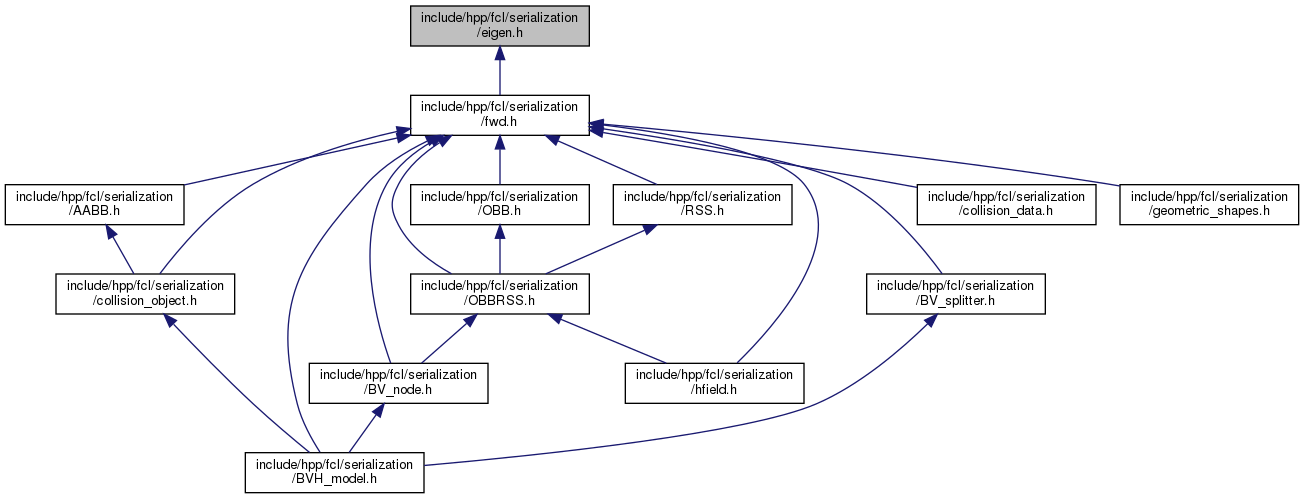 include/hpp/fcl/serialization
/eigen.h
include/hpp/fcl/serialization
/fwd.h
include/hpp/fcl/serialization
/AABB.h
include/hpp/fcl/serialization
/OBB.h
include/hpp/fcl/serialization
/RSS.h
include/hpp/fcl/serialization
/collision_data.h
include/hpp/fcl/serialization
/geometric_shapes.h
include/hpp/fcl/serialization
/collision_object.h
include/hpp/fcl/serialization
/OBBRSS.h
include/hpp/fcl/serialization
/BV_splitter.h
include/hpp/fcl/serialization
/BV_node.h
include/hpp/fcl/serialization
/hfield.h
include/hpp/fcl/serialization
/BVH_model.h